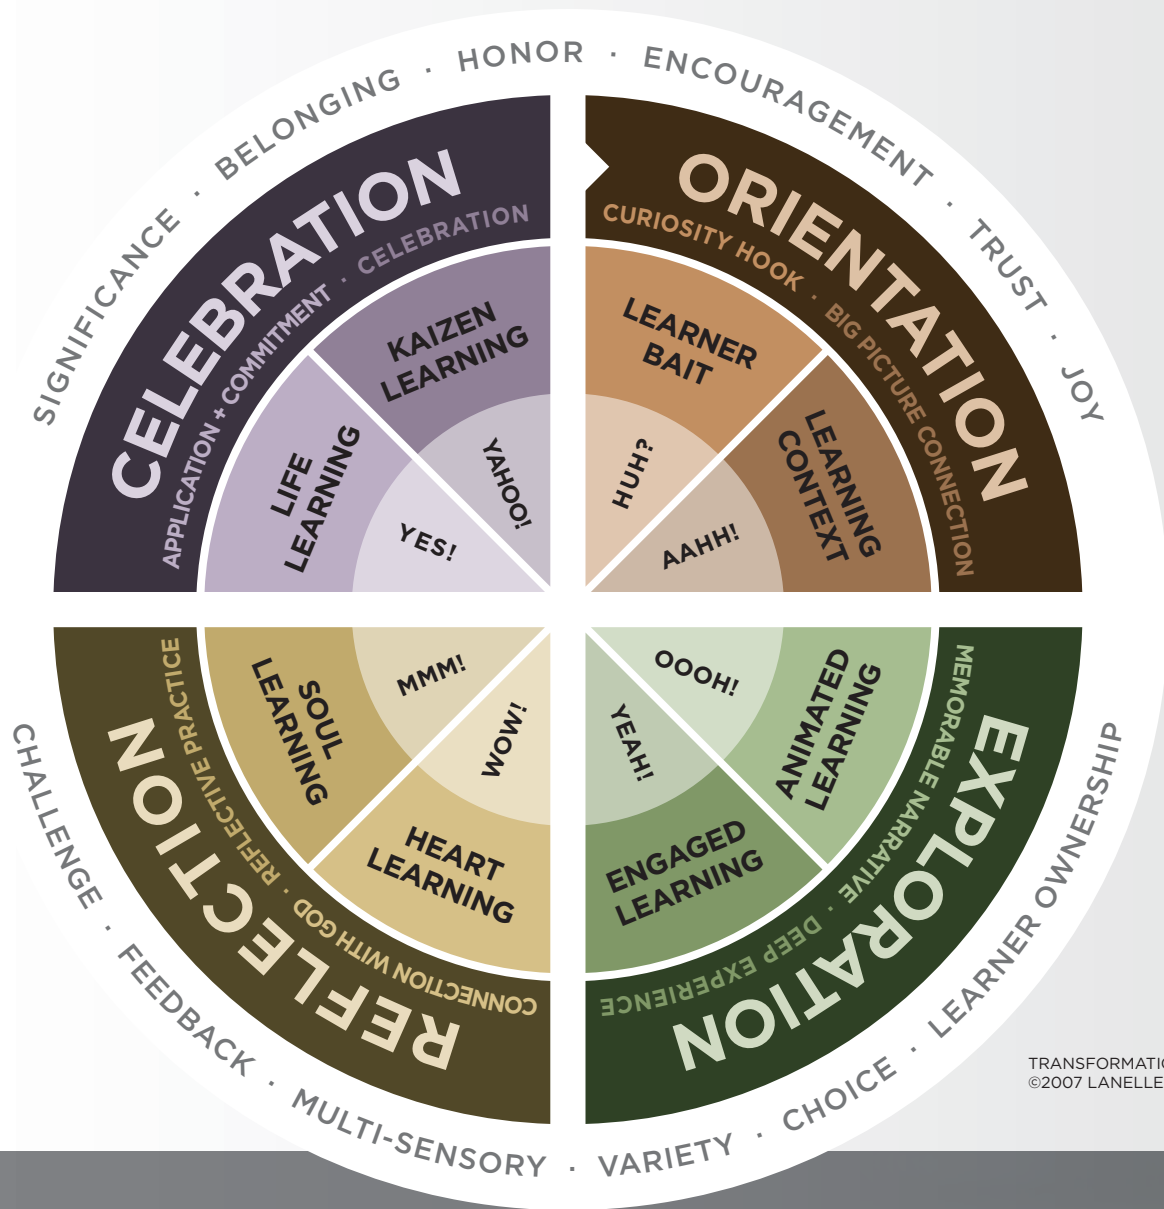 SIGNIFICANCE · BELONGING · HONOR · ENCOURAGEMENT · TRUST · JOY
ORIENTATION
CURIOSITY HOOK · BIG PICTURE CONNECTION
LEARNER
BAIT
HUH?
LEARNING
CONTEXT
AAHH!
EXPLORATION
MEMORABLE NARRATIVE · DEEP EXPERIENCE
ANIMATED
LEARNING
OOOH!
ENGAGED
LEARNING
YEAH!
REFLECTION
CONNECTION WITH GOD · REFLECTIVE PRACTICE
HEART
LEARNING
WOW!
SOUL
LEARNING
MMM!
CELEBRATION
APPLICATION + COMMITMENT · CELEBRATION
LIFE
LEARNING
YES!
KAIZEN
LEARNING
YAHOO!
CHALLENGE · FEEDBACK · MULTI-SENSORY · VARIETY · CHOICE · LEARNER OWNERSHIP
TRANSFORMATIO
©2007 LANELLE